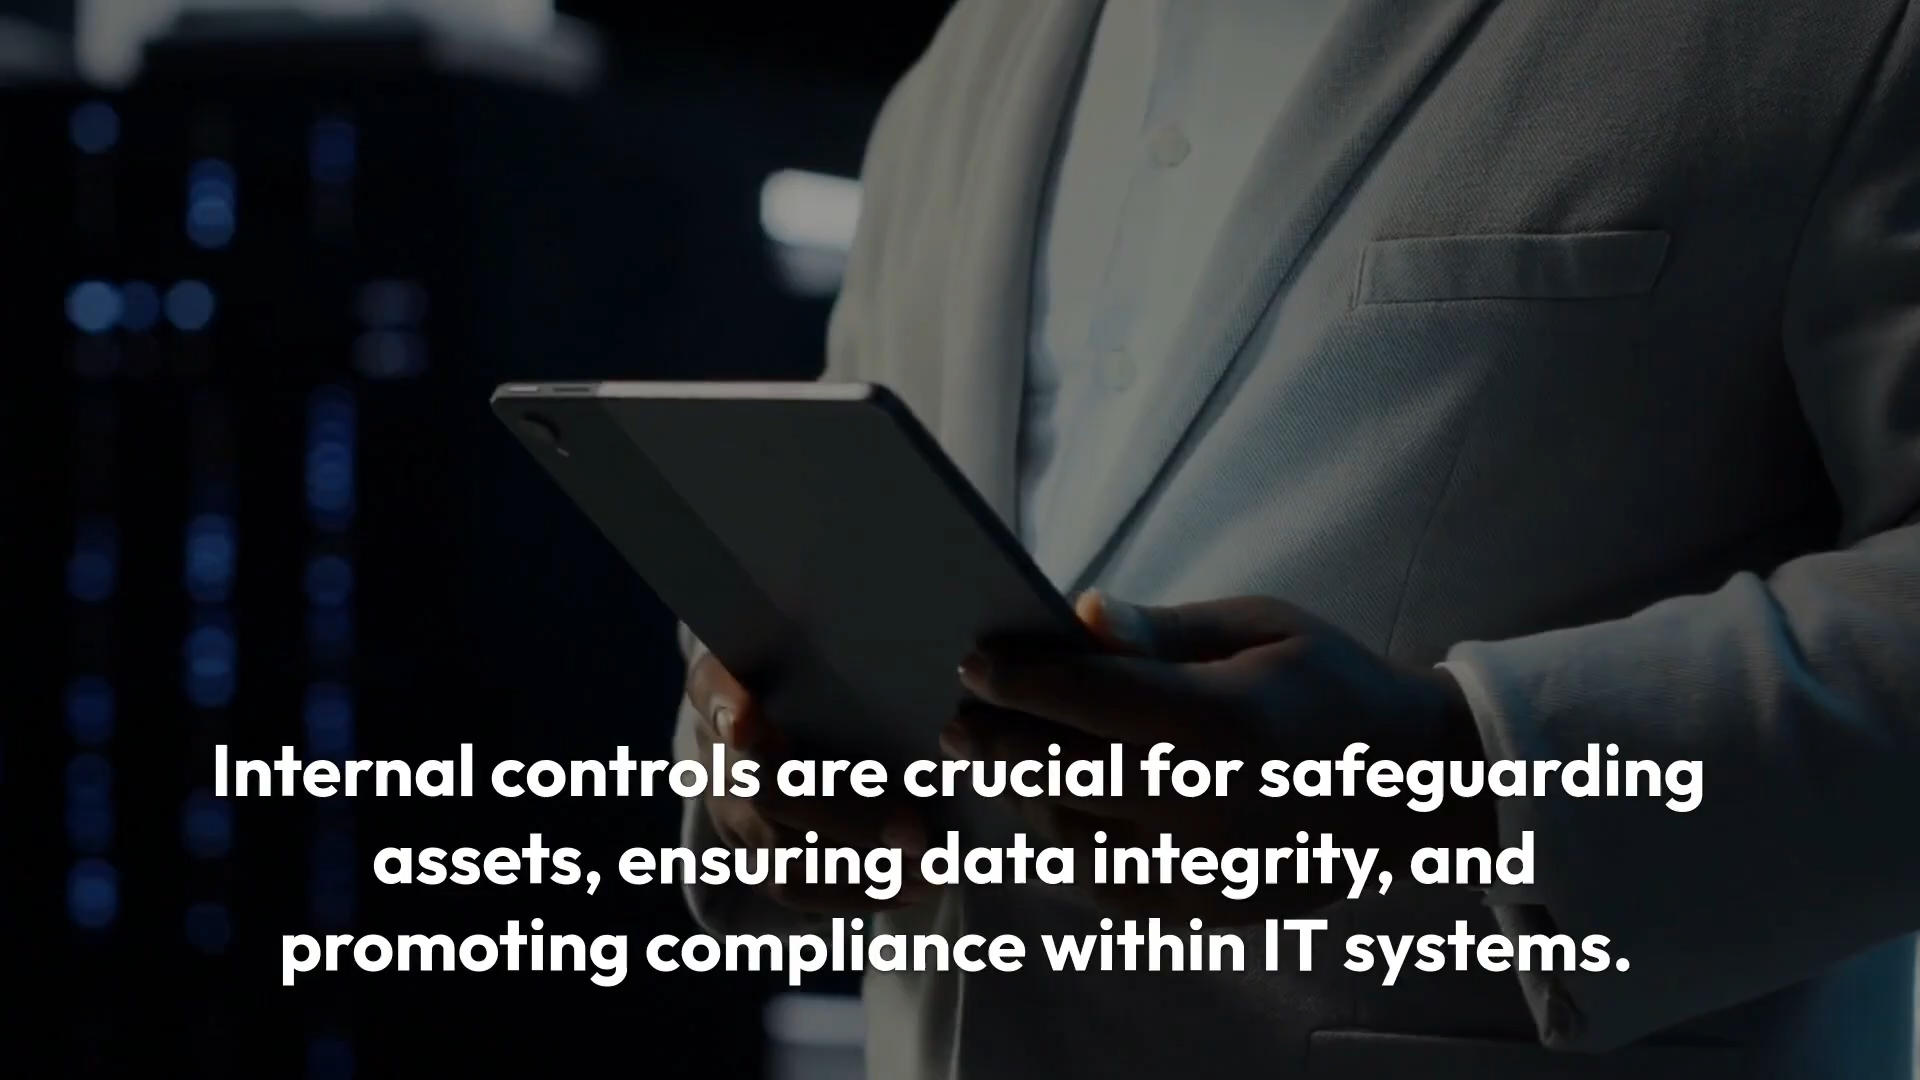 Internal controls are crucial for safeguarding
assets, ensuring data integrity, and
promoting compliance within IT systems.